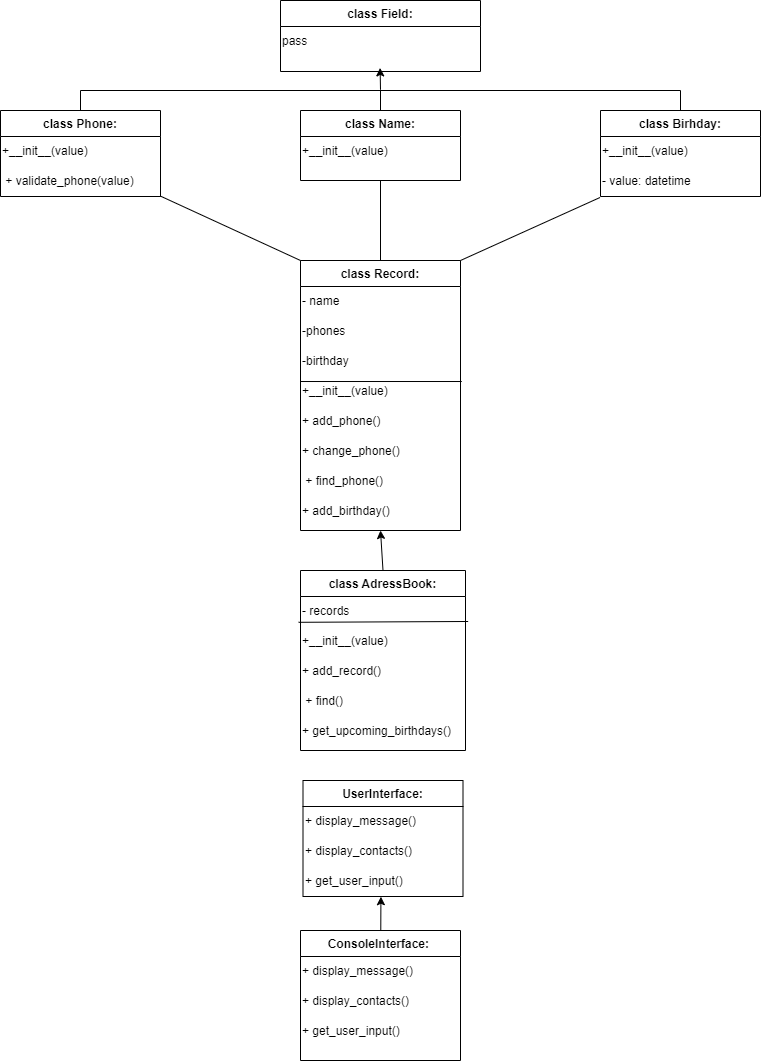 class Field:
pass
class Phone:
+__init__(value)
+ validate_phone(value)
class Name:
+__init__(value)
class Birhday:
+__init__(value)
- value: datetime
class Record:
- name
-phones
-birthday
+__init__(value)
+ add_phone()
+ change_phone()
+ find_phone()
+ add_birthday()
class AdressBook:
- records
+__init__(value)
+ add_record()
+ find()
+ get_upcoming_birthdays()
UserInterface:
+ display_message()
+ display_contacts()
+ get_user_input()
ConsoleInterface:
+ display_message()
+ display_contacts()
+ get_user_input()